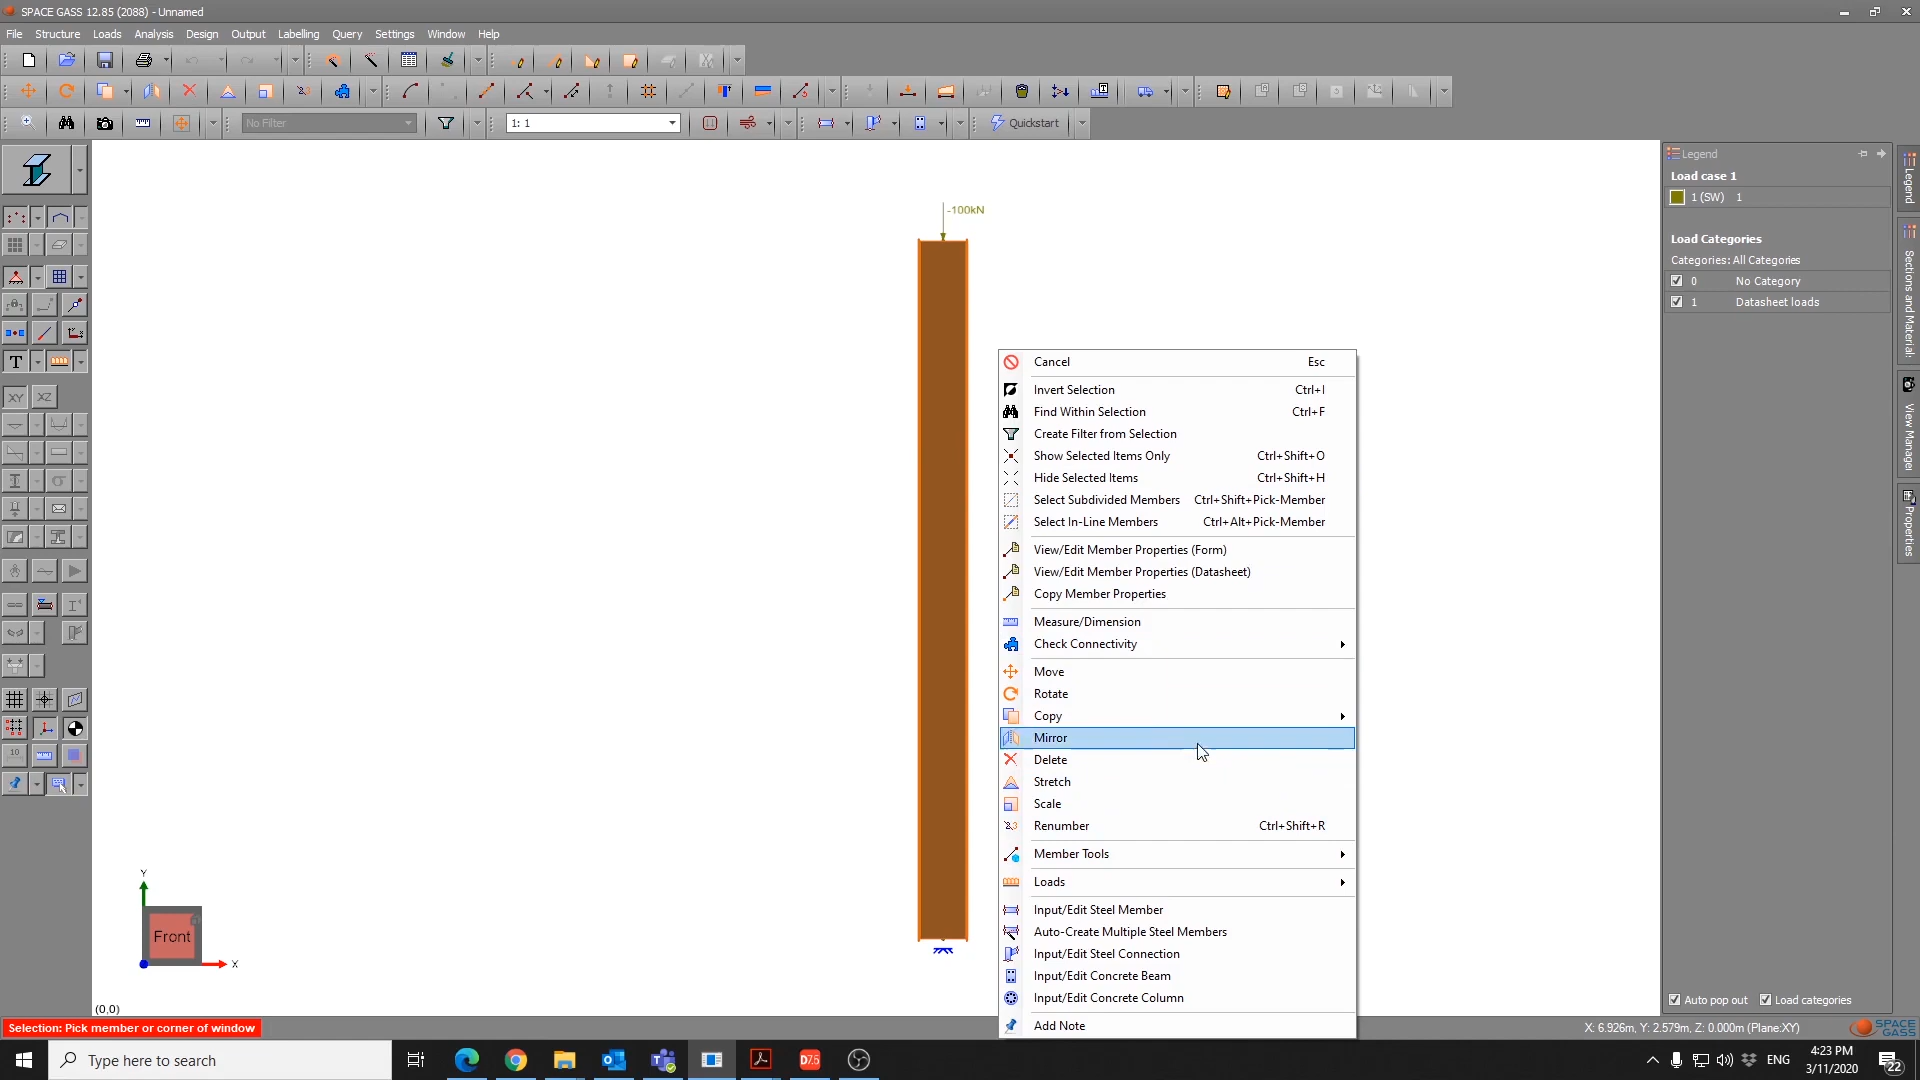 SPACE GASS 12.85 (2088) - Unnamed
File Structure Loads Analysis Design Output Labelling Query Settings Window Help
No Filter
1: 1
Quickstart
Legend
Load case 1
1 (SW) 1
Load Categories
Categories: All Categories
0 No Category
1 Datasheet loads
Legend
Sections and Material:
View Manager
Properties
-100kN
T
XY XZ
10
Cancel Esc
Invert Selection Ctrl+I
Find Within Selection Ctrl+F
Create Filter from Selection
Show Selected Items Only Ctrl+Shift+O
Hide Selected Items Ctrl+Shift+H
Select Subdivided Members Ctrl+Shift+Pick-Member
Select In-Line Members Ctrl+Alt+Pick-Member
View/Edit Member Properties (Form)
View/Edit Member Properties (Datasheet)
Copy Member Properties
Measure/Dimension
Check Connectivity
Move
Rotate
Copy
Mirror
Delete
Stretch
Scale
Renumber Ctrl+Shift+R
Member Tools
Loads
Input/Edit Steel Member
Auto-Create Multiple Steel Members
Input/Edit Steel Connection
Input/Edit Concrete Beam
Input/Edit Concrete Column
Add Note
Y
Front
X
(0,0)
Auto pop out Load categories
Selection: Pick member or corner of window
X: 6.926m, Y: 2.579m, Z: 0.000m (Plane:XY)
SPACE GASS
Type here to search
D7.5
ENG
4:23 PM
3/11/2020
22